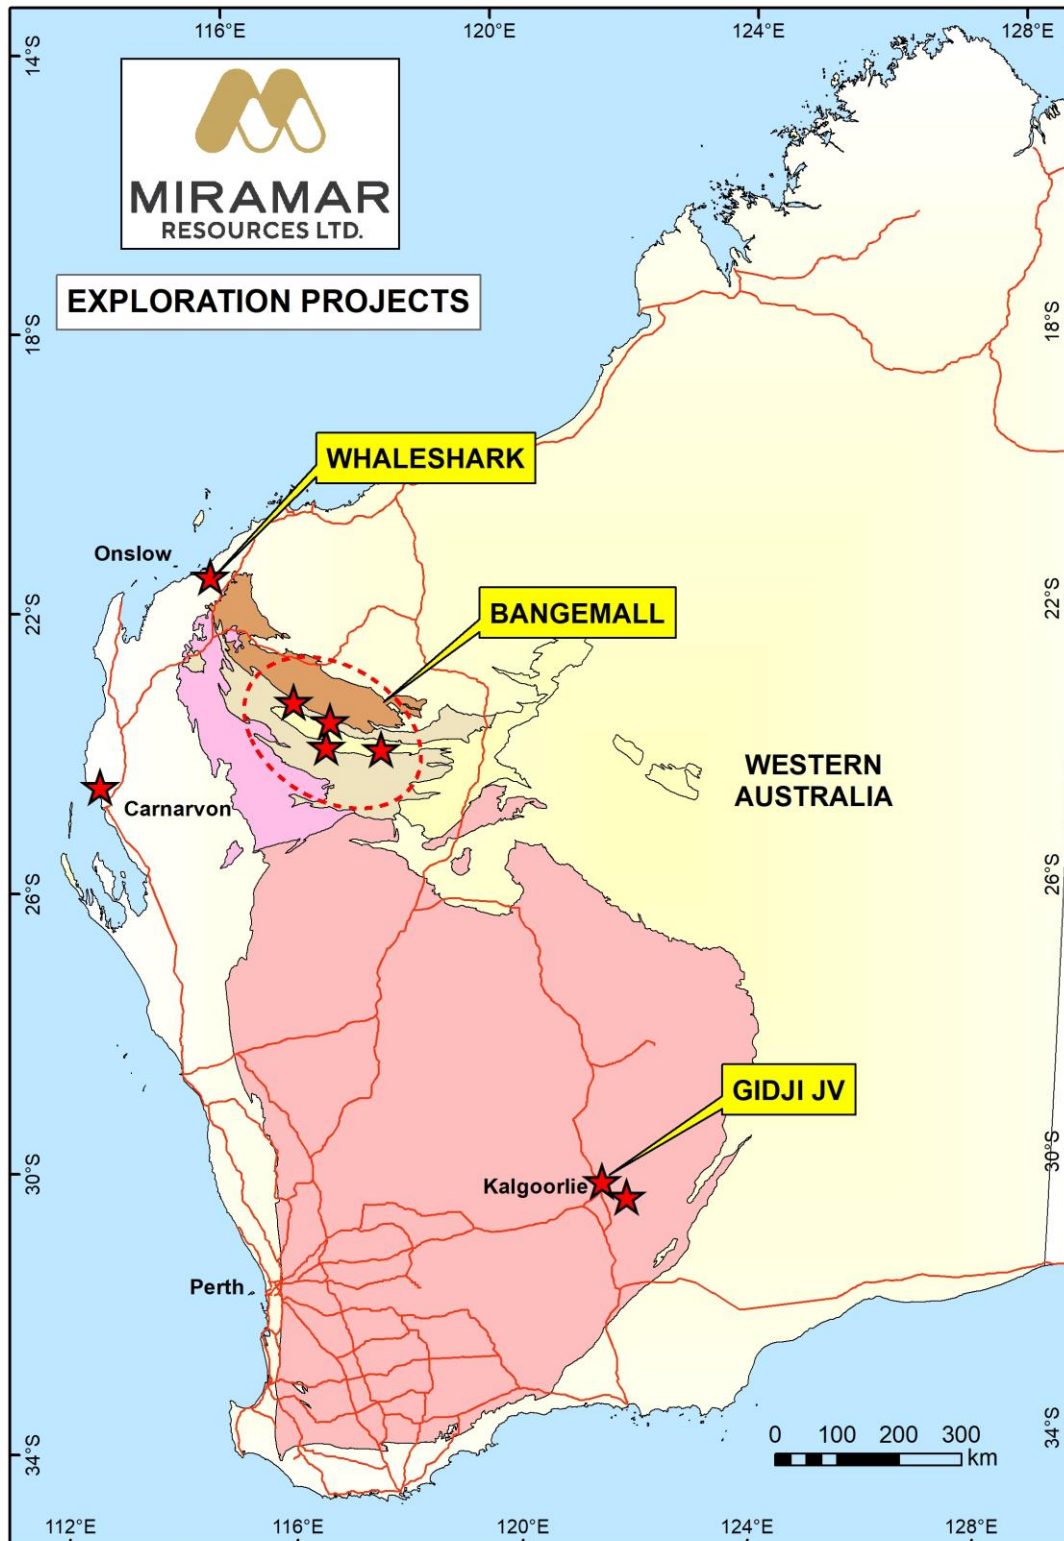 116°E 120°E 124°E 128°E
14°S
MIRAMAR
RESOURCES LTD.
EXPLORATION PROJECTS
18°S 18°S
WHALESHARK
Onslow
22°S 22°S
BANGEMALL
WESTERN
AUSTRALIA
Carnarvon
26°S 26°S
GIDJI JV
30°S 30°S
Kalgoorlie
Perth
34°S 34°S
0 100 200 300
km
112°E 116°E 120°E 124°E 128°E